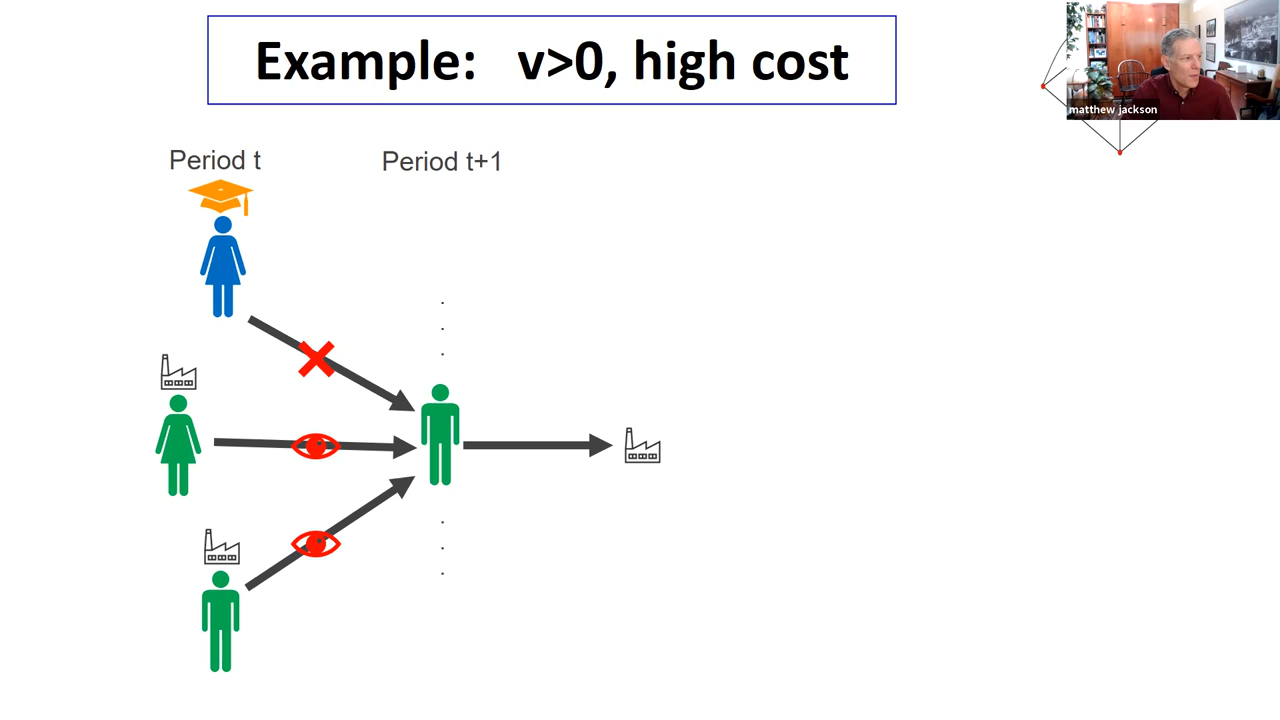 Example:   v>0, high cost
matthew jackson
Period t
Period t+1